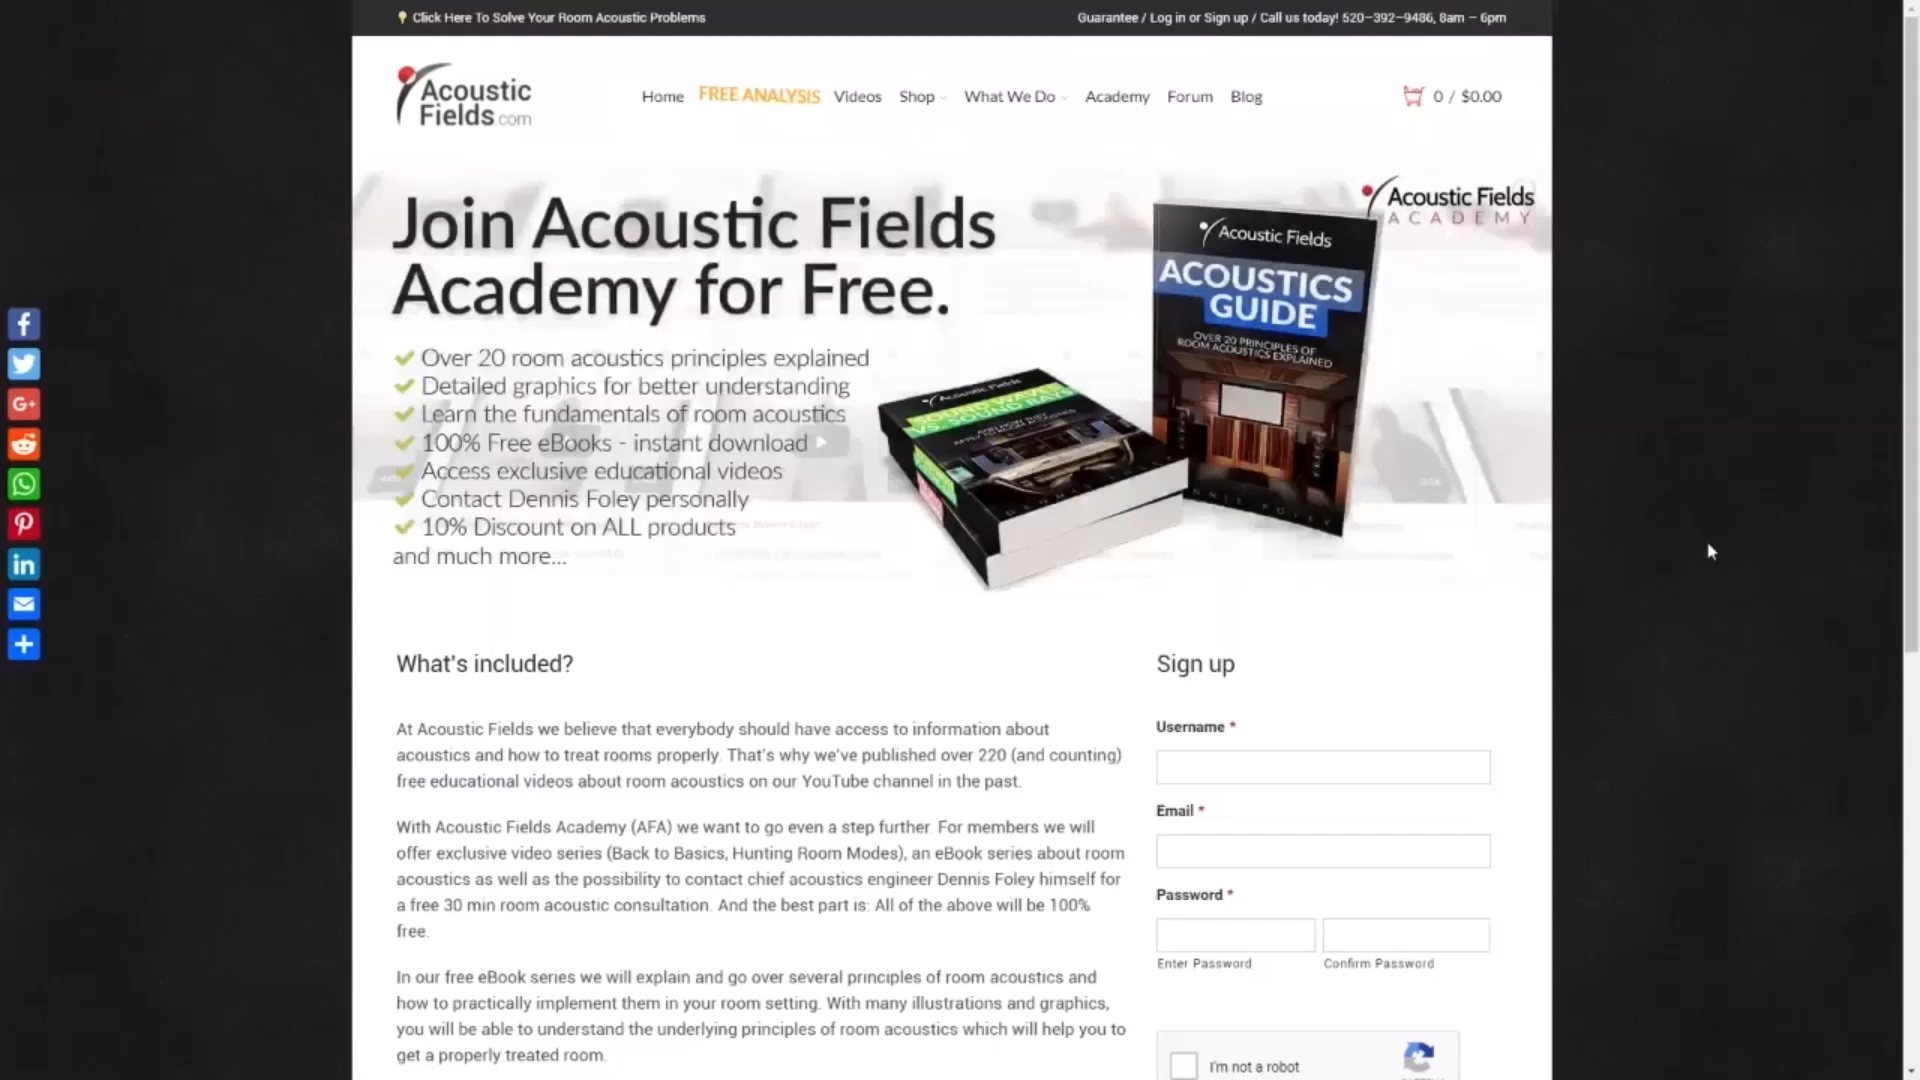 Click Here To Solve Your Room Acoustic Problems
Guarantee / Log in or Sign up / Call us today! 520-392-9486, 8am – 6pm
Acoustic
Fields.com
Home FREE ANALYSIS Videos Shop What We Do Academy Forum Blog
0 / $0.00
Join Acoustic Fields
Academy for Free.
Over 20 room acoustics principles explained
Detailed graphics for better understanding
Learn the fundamentals of room acoustics
100% Free eBooks - instant download
Access exclusive educational videos
Contact Dennis Foley personally
10% Discount on ALL products
and much more...
Acoustic Fields
SOUND WAVES
VS. SOUND RAYS
Acoustic Fields
ACOUSTICS
GUIDE
OVER 20 PRINCIPLES OF
ROOM ACOUSTICS EXPLAINED
Acoustic Fields
ACADEMY
What's included?
At Acoustic Fields we believe that everybody should have access to information about
acoustics and how to treat rooms properly. That's why we've published over 220 (and counting)
free educational videos about room acoustics on our YouTube channel in the past.
With Acoustic Fields Academy (AFA) we want to go even a step further. For members we will
offer exclusive video series (Back to Basics, Hunting Room Modes), an eBook series about room
acoustics as well as the possibility to contact chief acoustics engineer Dennis Foley himself for
a free 30 min room acoustic consultation. And the best part is: All of the above will be 100%
free.
In our free eBook series we will explain and go over several principles of room acoustics and
how to practically implement them in your room setting. With many illustrations and graphics,
you will be able to understand the underlying principles of room acoustics which will help you to
get a properly treated room.
Sign up
Username *
Email *
Password *
Enter Password Confirm Password
I'm not a robot